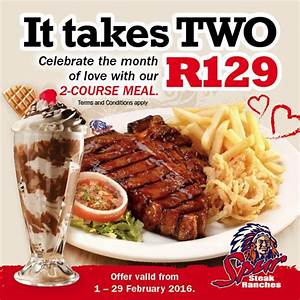 It takes TWO
Celebrate the month
of love with our
2-COURSE MEAL.
R129
Terms and Conditions apply
Spur
Steak
Ranches
Offer valid from
1 – 29 February 2016.